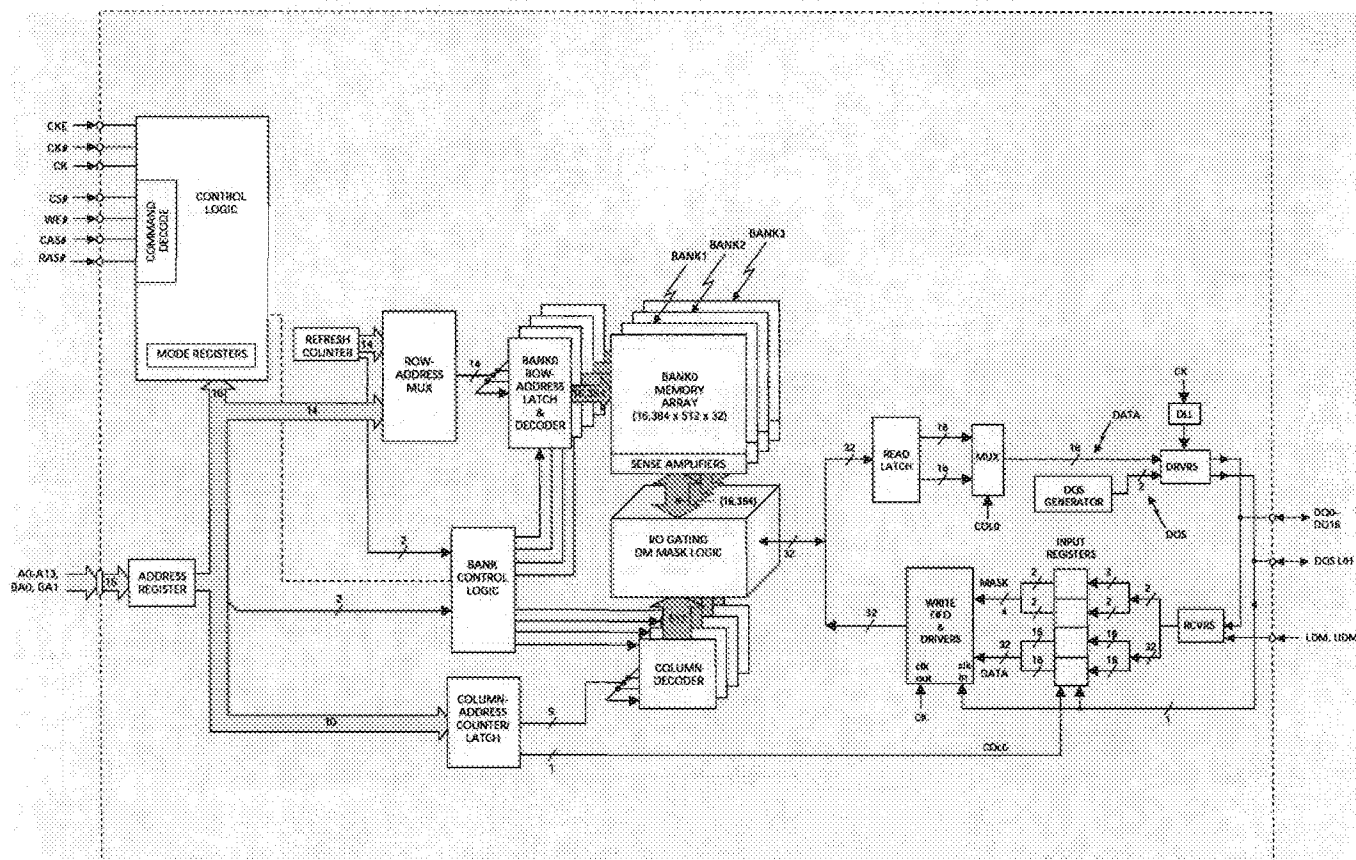 CKE
CK#
CK
CS#
WE#
CAS#
RAS#
COMMAND
DECODE
CONTROL
LOGIC
MODE REGISTERS
BANK3
BANK2
BANK1
REFRESH
COUNTER
14
ROW-
ADDRESS
MUX
14
BANK0
ROW-
ADDRESS
LATCH
&
DECODER
BANK0
MEMORY
ARRAY
(16,384 x 512 x 32)
SENSE AMPLIFIERS
16
14
(16,384)
I/O GATING
DM MASK LOGIC
32
32
READ
LATCH
16
16
MUX
COL0
16
DATA
CK
DLL
DRVRS
DQS
GENERATOR
2
DQS
DQS L/H
INPUT
REGISTERS
A0-A13,
BA0, BA1
16
ADDRESS
REGISTER
2
2
BANK
CONTROL
LOGIC
32
WRITE
FIFO
&
DRIVERS
clk
out
clk
in
CK
MASK
4
32
DATA
2
2
16
16
2
2
16
16
2
32
RCVRS
LDM, UDM
COLUMN
DECODER
10
COLUMN-
ADDRESS
COUNTER/
LATCH
1
COL0
1